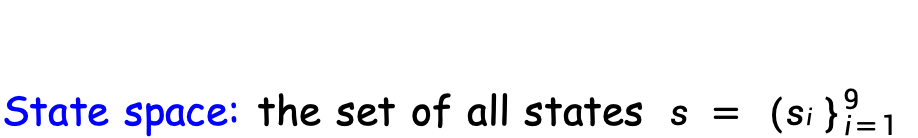 State space: the set of all states s = (sᵢ}⁹ᵢ₌₁